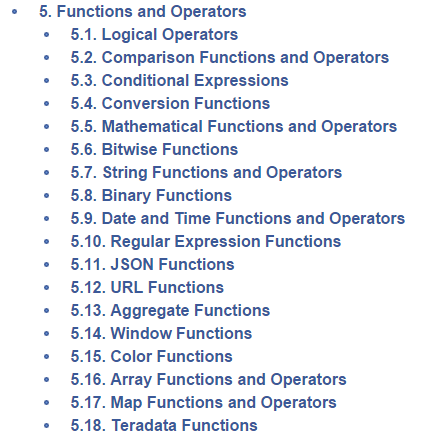 5. Functions and Operators
5.1. Logical Operators
5.2. Comparison Functions and Operators
5.3. Conditional Expressions
5.4. Conversion Functions
5.5. Mathematical Functions and Operators
5.6. Bitwise Functions
5.7. String Functions and Operators
5.8. Binary Functions
5.9. Date and Time Functions and Operators
5.10. Regular Expression Functions
5.11. JSON Functions
5.12. URL Functions
5.13. Aggregate Functions
5.14. Window Functions
5.15. Color Functions
5.16. Array Functions and Operators
5.17. Map Functions and Operators
5.18. Teradata Functions